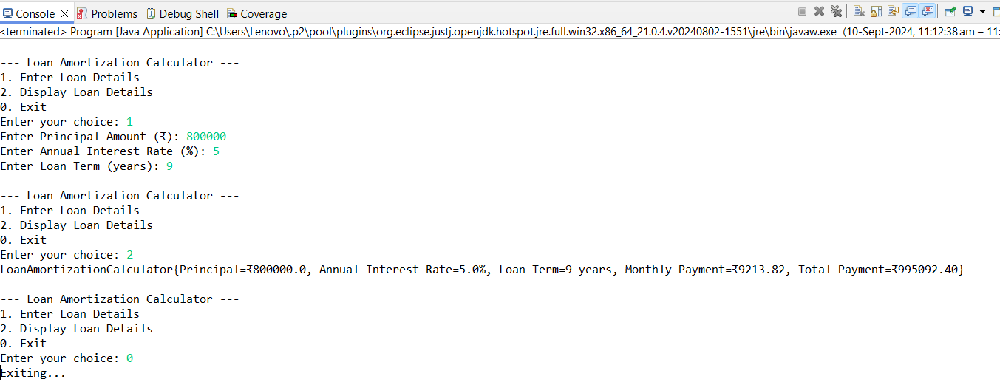 Console Problems Debug Shell Coverage
<terminated> Program [Java Application] C:\Users\Lenovo\.p2\pool\plugins\org.eclipse.justj.openjdk.hotspot.jre.full.win32.x86_64_21.0.4.v20240802-1551\jre\bin\javaw.exe (10-Sept-2024, 11:12:38 am – 11:
--- Loan Amortization Calculator ---
1. Enter Loan Details
2. Display Loan Details
0. Exit
Enter your choice: 1
Enter Principal Amount (₹): 800000
Enter Annual Interest Rate (%): 5
Enter Loan Term (years): 9
--- Loan Amortization Calculator ---
1. Enter Loan Details
2. Display Loan Details
0. Exit
Enter your choice: 2
LoanAmortizationCalculator{Principal=₹800000.0, Annual Interest Rate=5.0%, Loan Term=9 years, Monthly Payment=₹9213.82, Total Payment=₹995092.40}
--- Loan Amortization Calculator ---
1. Enter Loan Details
2. Display Loan Details
0. Exit
Enter your choice: 0
Exiting...